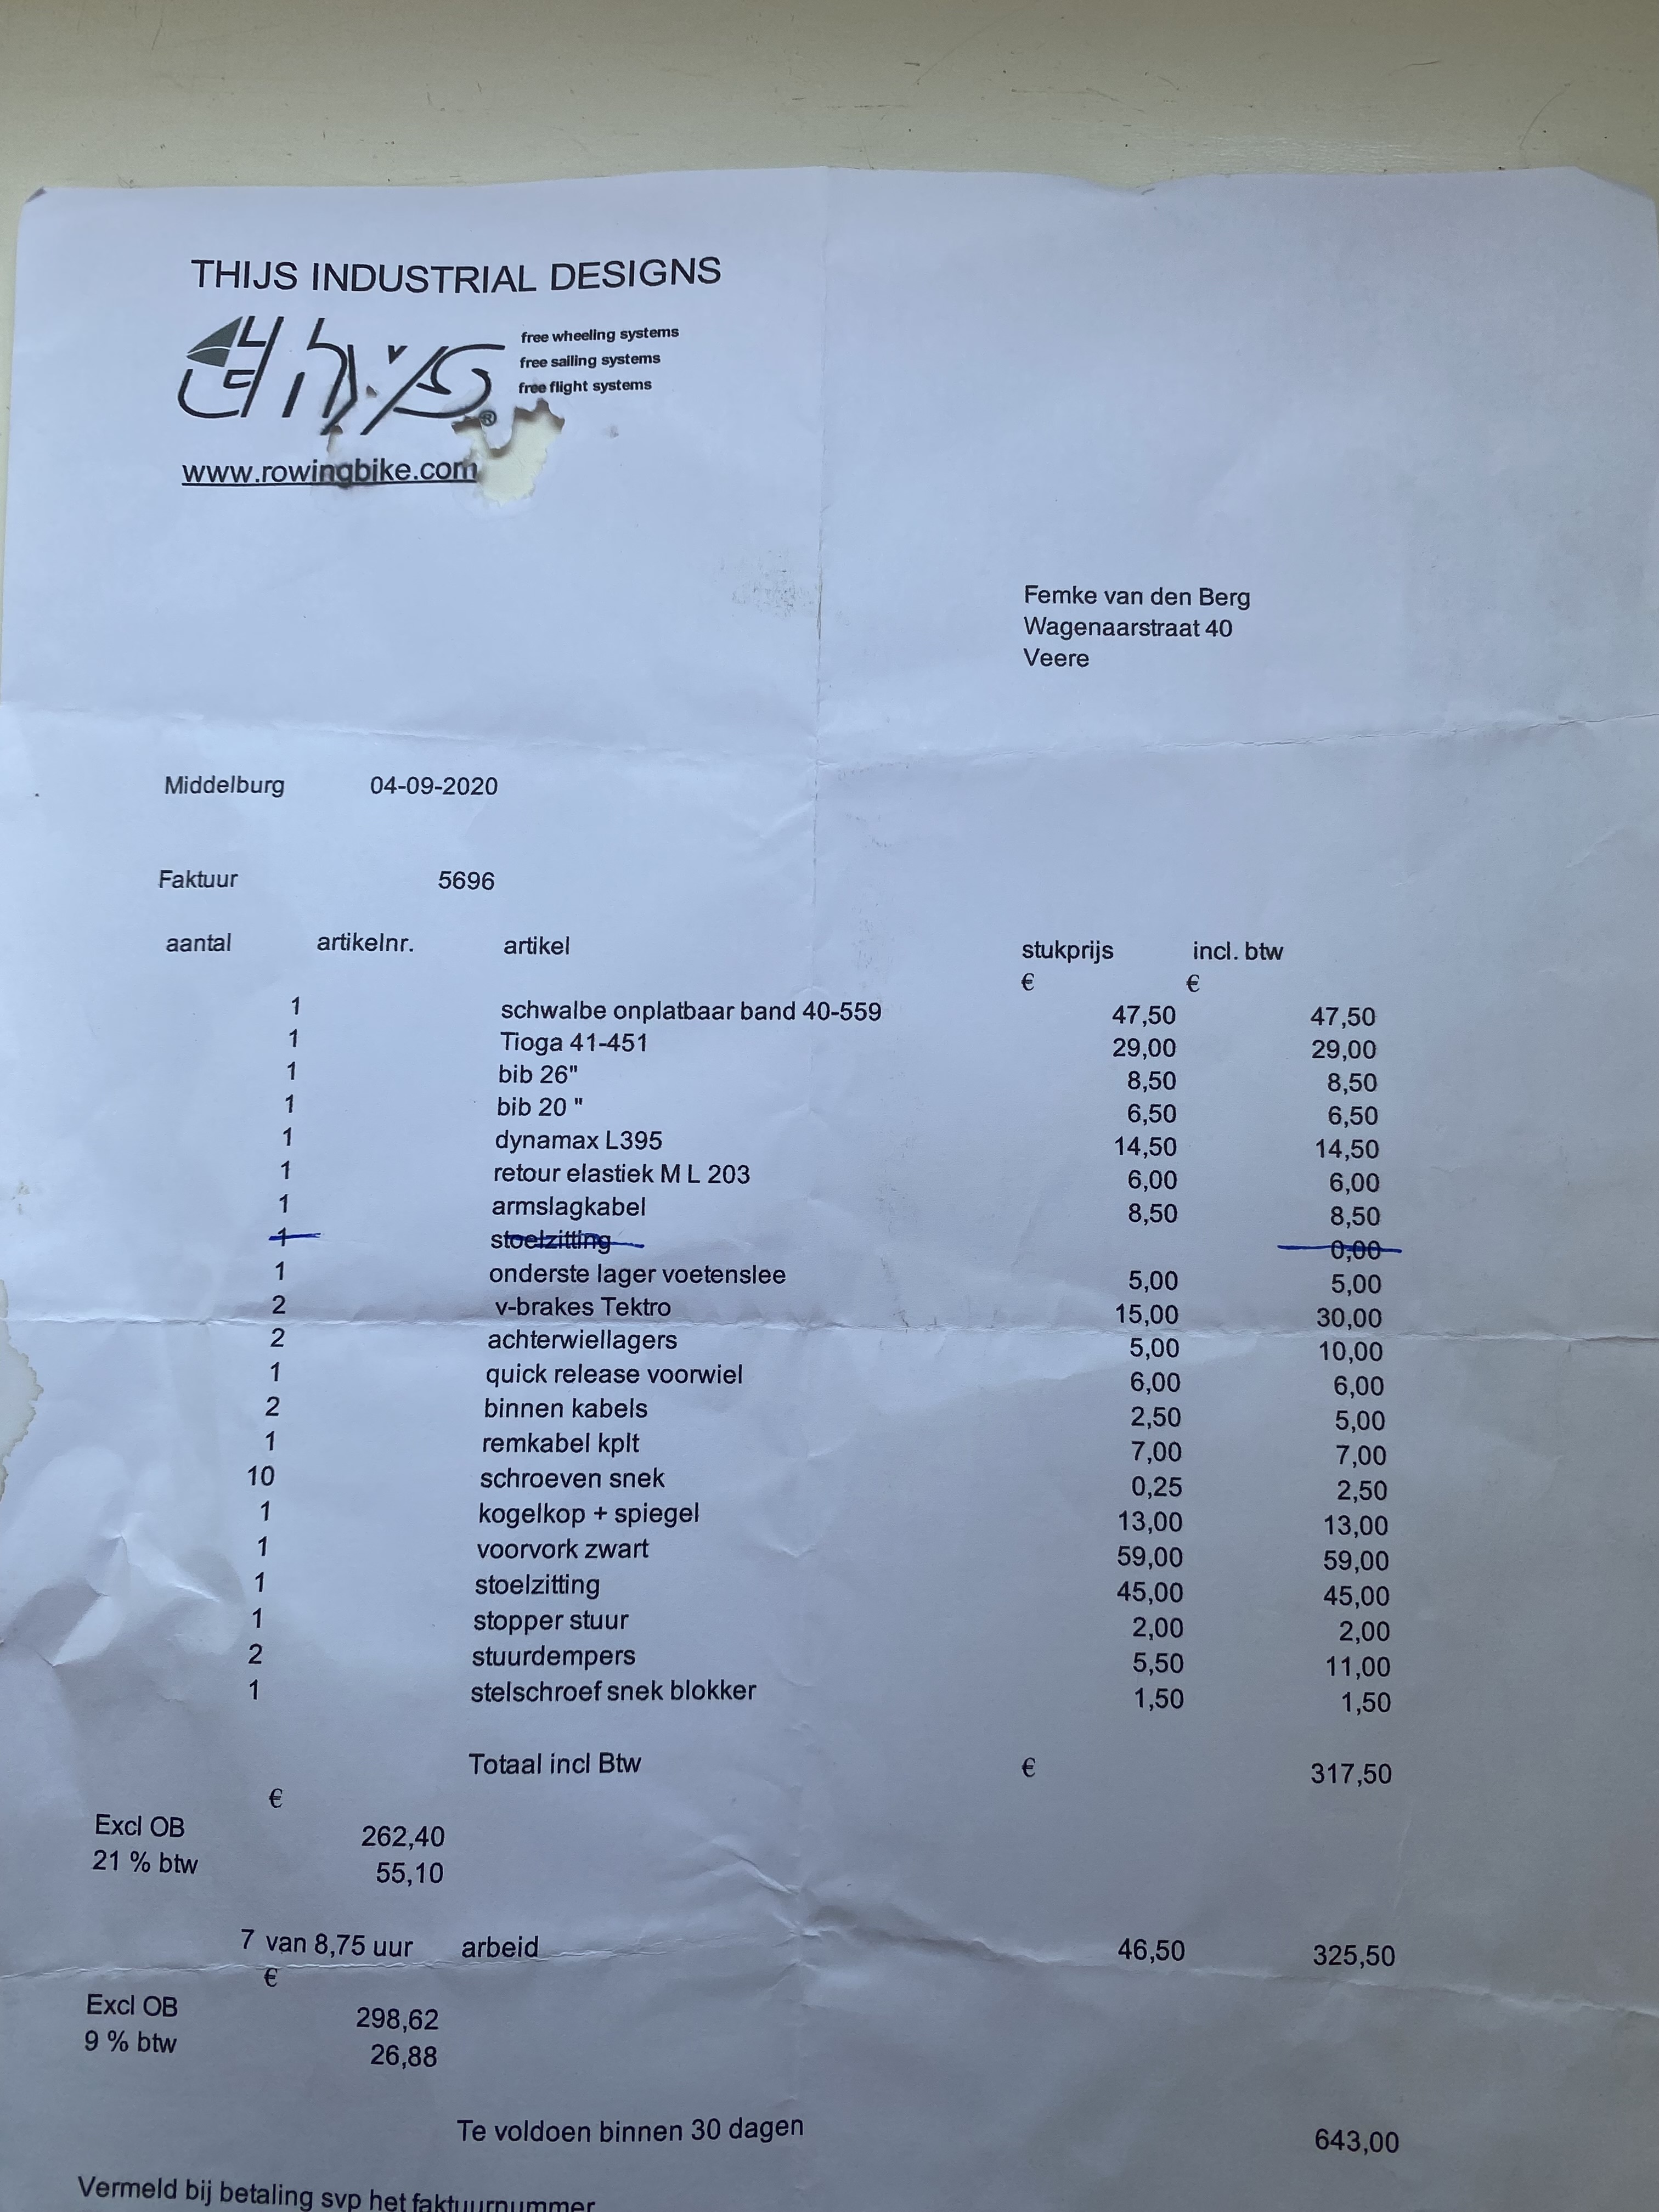 THIJS INDUSTRIAL DESIGNS
thys®
free wheeling systems
free sailing systems
free flight systems
www.rowingbike.com
Femke van den Berg
Wagenaarstraat 40
Veere
Middelburg 04-09-2020
Faktuur 5696
aantal artikelnr. artikel stukprijs incl. btw
€ €
1 schwalbe onplatbaar band 40-559 47,50 47,50
1 Tioga 41-451 29,00 29,00
1 bib 26" 8,50 8,50
1 bib 20 " 6,50 6,50
1 dynamax L395 14,50 14,50
1 retour elastiek M L 203 6,00 6,00
1 armslagkabel 8,50 8,50
1 stoelzitting 0,00
1 onderste lager voetenslee 5,00 5,00
2 v-brakes Tektro 15,00 30,00
2 achterwiellagers 5,00 10,00
1 quick release voorwiel 6,00 6,00
2 binnen kabels 2,50 5,00
1 remkabel kplt 7,00 7,00
10 schroeven snek 0,25 2,50
1 kogelkop + spiegel 13,00 13,00
1 voorvork zwart 59,00 59,00
1 stoelzitting 45,00 45,00
1 stopper stuur 2,00 2,00
2 stuurdempers 5,50 11,00
1 stelschroef snek blokker 1,50 1,50
Totaal incl Btw € 317,50
€
Excl OB 262,40
21 % btw 55,10
7 van 8,75 uur arbeid 46,50 325,50
€
Excl OB 298,62
9 % btw 26,88
Te voldoen binnen 30 dagen 643,00
Vermeld bij betaling svp het faktuurnummer